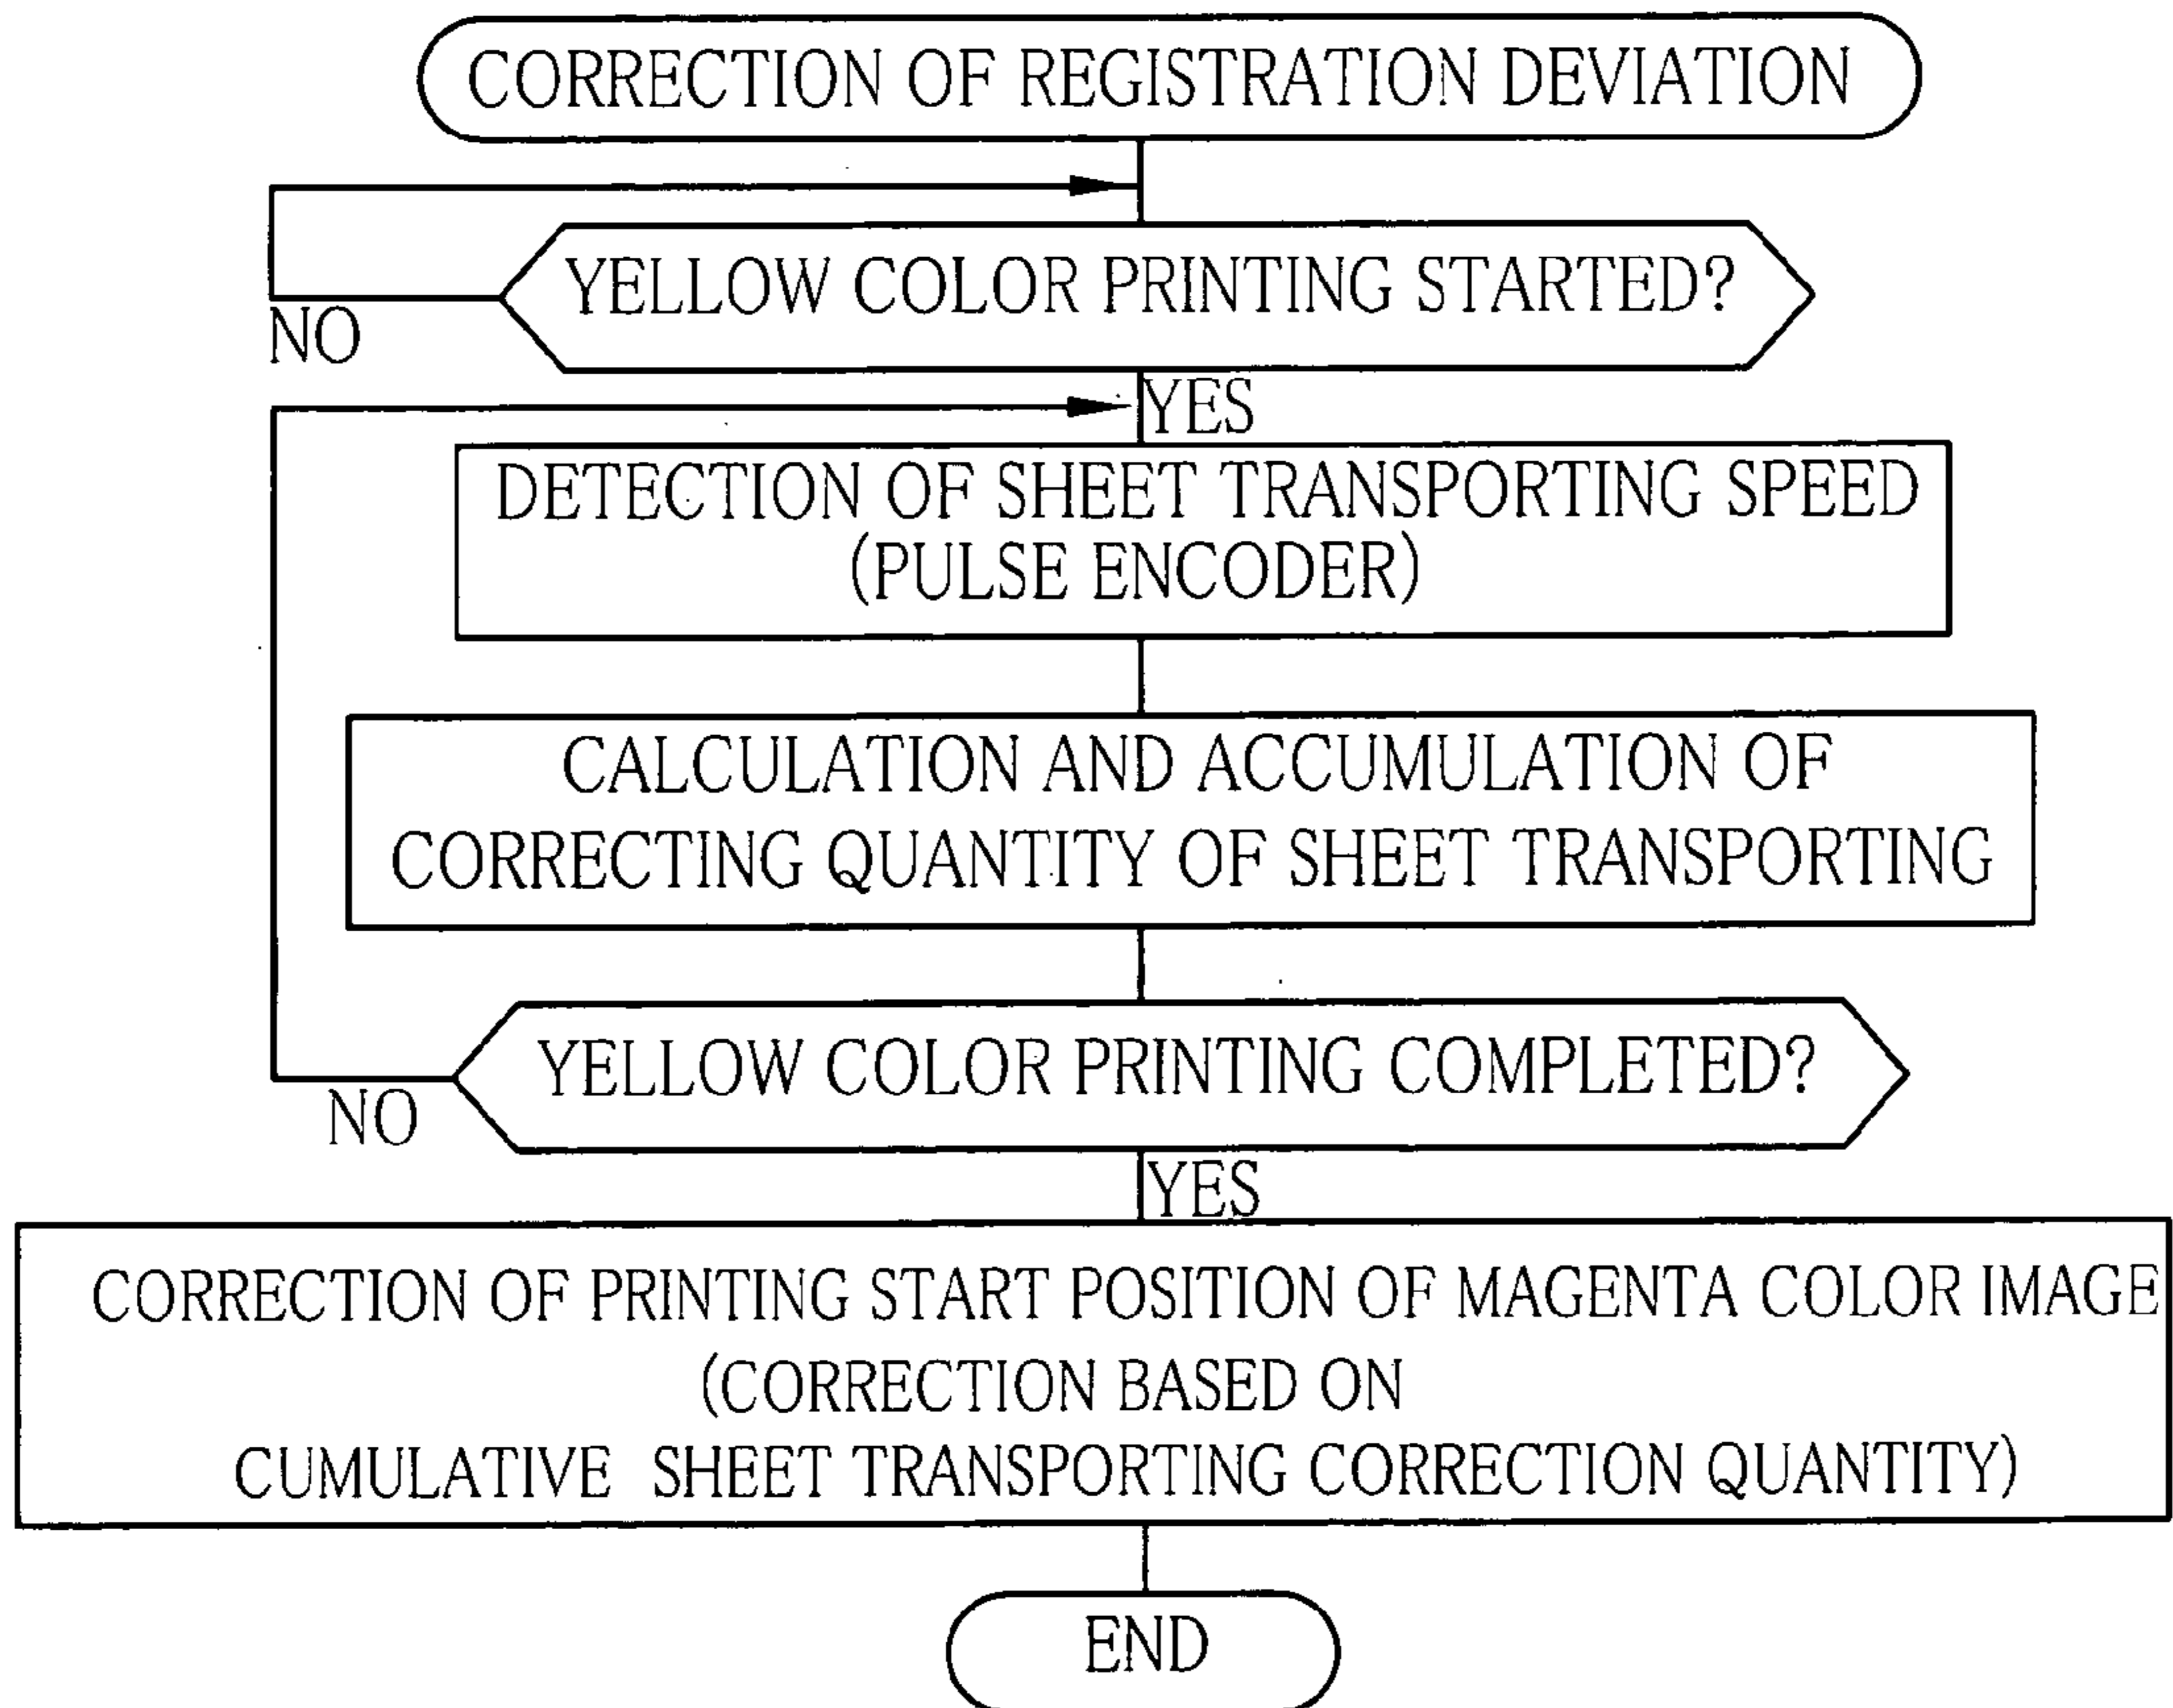 CORRECTION OF REGISTRATION DEVIATION
YELLOW COLOR PRINTING STARTED?
NO
YES
DETECTION OF SHEET TRANSPORTING SPEED
(PULSE ENCODER)
CALCULATION AND ACCUMULATION OF
CORRECTING QUANTITY OF SHEET TRANSPORTING
YELLOW COLOR PRINTING COMPLETED?
NO
YES
CORRECTION OF PRINTING START POSITION OF MAGENTA COLOR IMAGE
(CORRECTION BASED ON
CUMULATIVE SHEET TRANSPORTING CORRECTION QUANTITY)
END